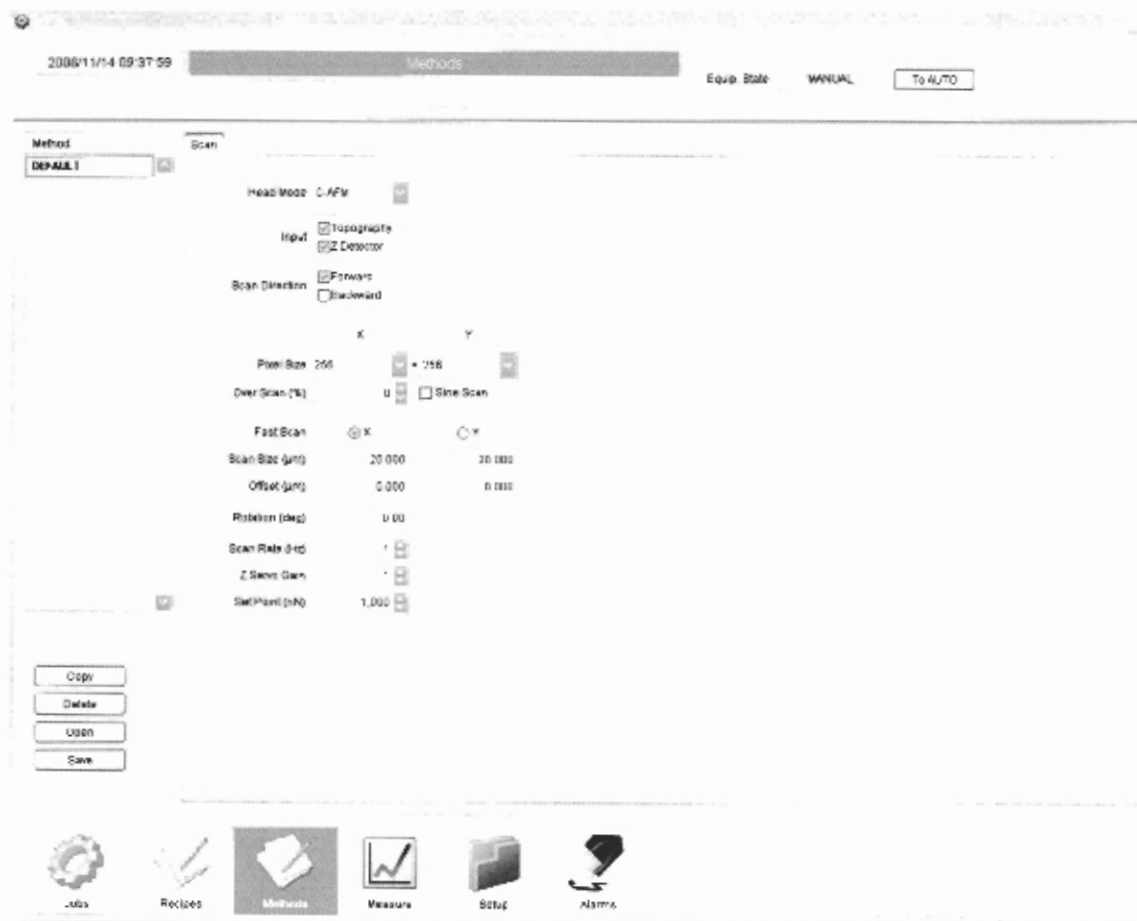 2006/11/14 09:37:59
Methods
Equip. State MANUAL To AUTO
Method
DEFAULT
Scan
Head Mode C-AFM
Input Topography
Z Detector
Scan Direction Forward
Backward
X Y
Pixel Size 256 × 256
Over Scan (%) 0 Sine Scan
Fast Scan X Y
Scan Size (µm) 20.000 20.000
Offset (µm) 0.000 0.000
Rotation (deg) 0.00
Scan Rate (Hz) 1
Z Servo Gain 1
Set Point (nN) 1,000
Copy
Delete
Open
Save
Jobs Recipes Methods Measure Setup Alarms